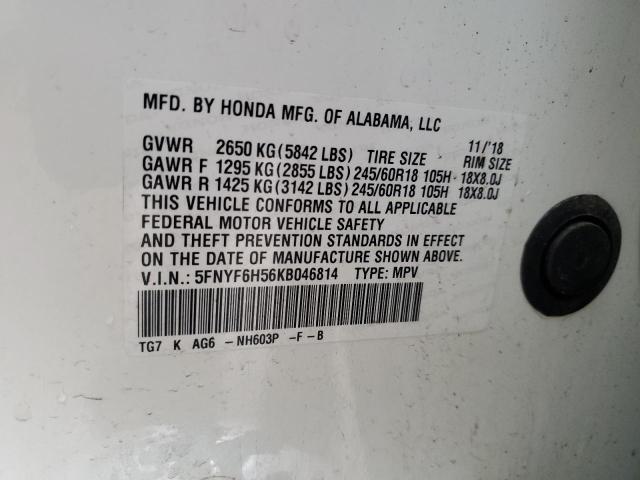 MFD. BY HONDA MFG. OF ALABAMA, LLC
GVWR 2650 KG (5842 LBS) TIRE SIZE 11/'18 RIM SIZE
GAWR F 1295 KG (2855 LBS) 245/60R18 105H- 18X8.0J
GAWR R 1425 KG (3142 LBS) 245/60R18 105H 18X8.0J
THIS VEHICLE CONFORMS TO ALL APPLICABLE
FEDERAL MOTOR VEHICLE SAFETY
AND THEFT PREVENTION STANDARDS IN EFFECT
ON THE DATE OF MANUFACTURE SHOWN ABOVE.
V.I.N.: 5FNYF6H56KB046814 TYPE: MPV
TG7 K AG6 -NH603P -F-B